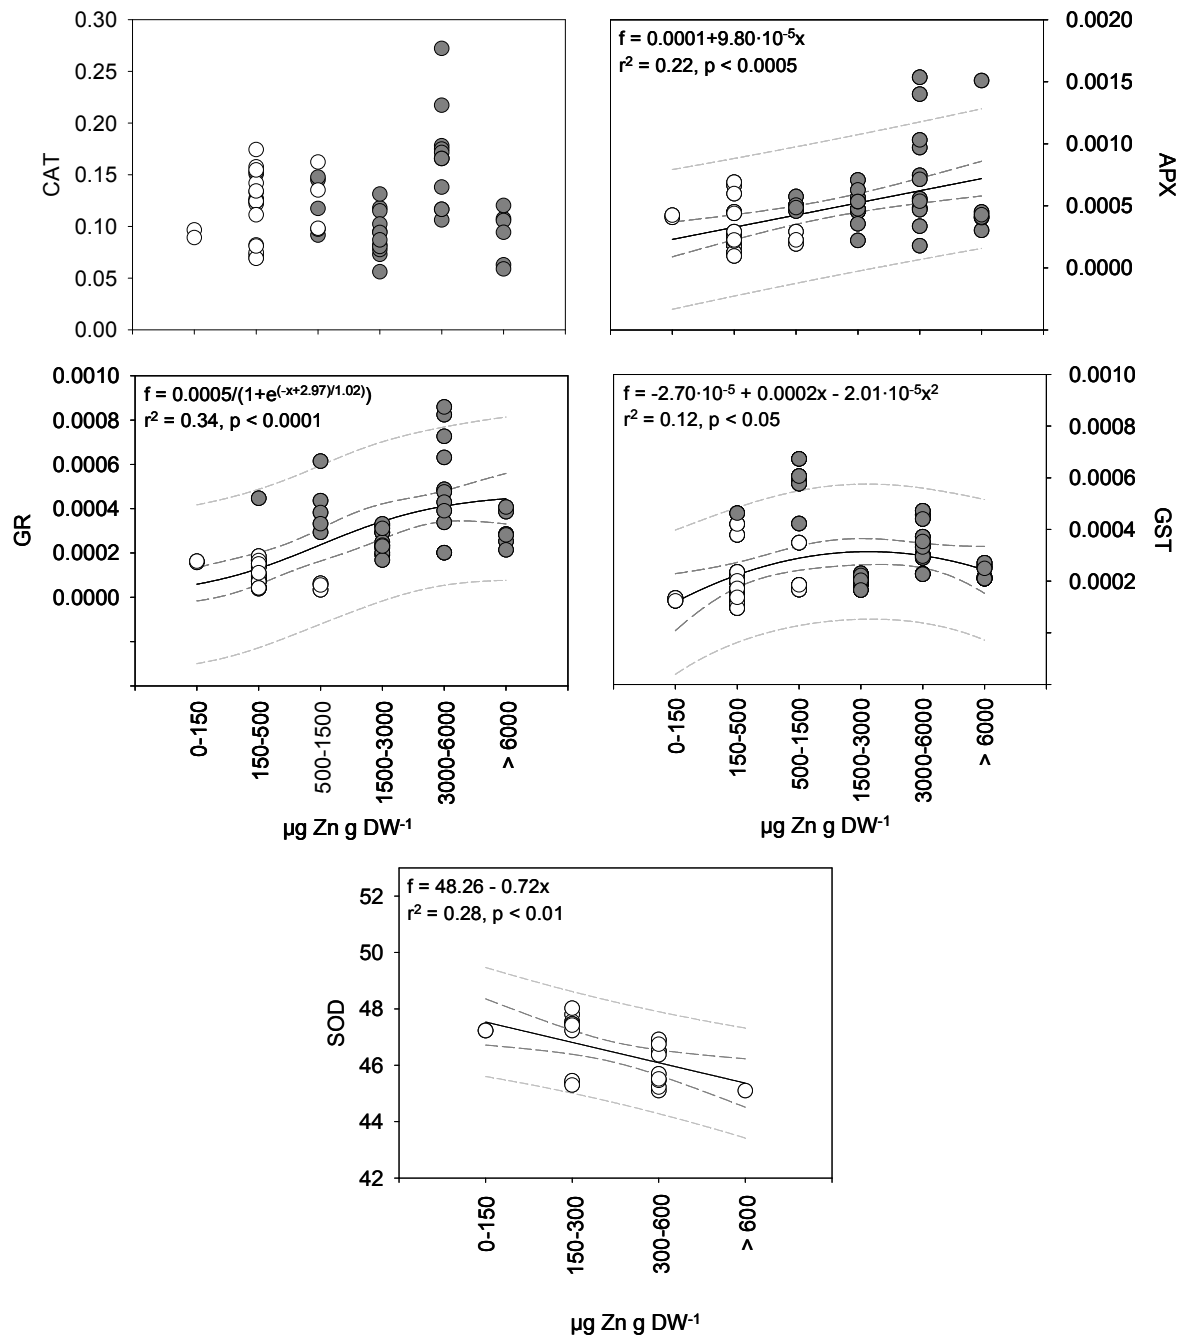 0.30
0.25
0.20
0.15
0.10
0.05
0.00
CAT
f = 0.0001+9.80·10⁻⁵x
r² = 0.22, p < 0.0005
0.0020
0.0015
0.0010
0.0005
0.0000
APX
0.0010
0.0008
0.0006
0.0004
0.0002
0.0000
GR
f = 0.0005/(1+e^(-x+2.97)/1.02))
r² = 0.34, p < 0.0001
0-150
150-500
500-1500
1500-3000
3000-6000
> 6000
µg Zn g DW⁻¹
f = -2.70·10⁻⁵ + 0.0002x - 2.01·10⁻⁵x²
r² = 0.12, p < 0.05
0.0010
0.0008
0.0006
0.0004
0.0002
GST
0-150
150-500
500-1500
1500-3000
3000-6000
> 6000
µg Zn g DW⁻¹
f = 48.26 - 0.72x
r² = 0.28, p < 0.01
52
50
48
46
44
42
SOD
0-150
150-300
300-600
> 600
µg Zn g DW⁻¹